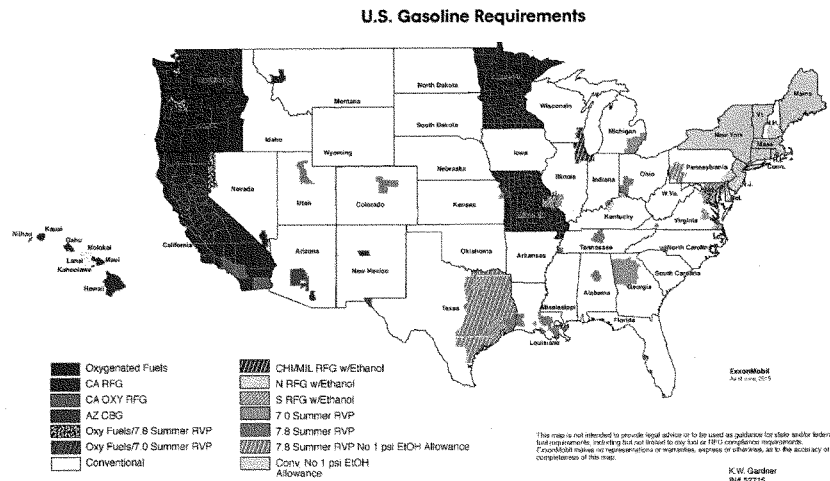 U.S. Gasoline Requirements
North Dakota
Montana
Maine
Wisconsin
VT.
N.H.
South Dakota
Michigan
New York
Mass
Idaho
Wyoming
Conn.
Iowa
Nebraska
Pennsylvania
N.J.
Nevada
Illinois
Indiana
Ohio
Del.
Utah
Colorado
Kansas
W.Va.
Virginia
Kentucky
California
Kauai
Niihau
Oahu
Molokai
Lanai
Maui
Kahoolawe
Hawaii
Arizona
New Mexico
Oklahoma
Arkansas
Tennessee
North Carolina
South Carolina
Texas
Mississippi
Alabama
Georgia
Louisiana
Florida
Oxygenated Fuels
CA RFG
CA OXY RFG
AZ CBG
Oxy Fuels/7.8 Summer RVP
Oxy Fuels/7.0 Summer RVP
Conventional
CHI/MIL RFG w/Ethanol
N RFG w/Ethanol
S RFG w/Ethanol
7.0 Summer RVP
7.8 Summer RVP
7.8 Summer RVP No 1 psi EtOH Allowance
Conv. No 1 psi EtOH
Allowance
ExxonMobil
This map is not intended to provide legal advice or to be used as guidance for state and/or federal
fuel requirements, including but not limited to oxy fuel or RFG compliance requirements.
ExxonMobil makes no representations or warranties, express or otherwise, as to the accuracy or
completeness of this map.
K.W. Gardner